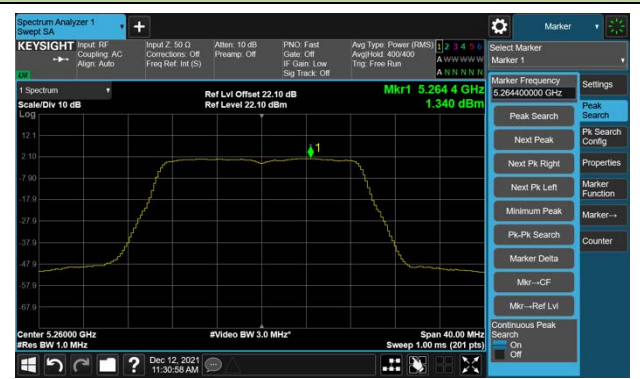 Spectrum Analyzer 1
Swept SA
Marker
KEYSIGHT
Input: RF
Coupling: AC
Align: Auto
Input Z: 50 Ω
Corrections: Off
Freq Ref: Int (S)
Atten: 10 dB
Preamp: Off
PNO: Fast
Gate: Off
IF Gain: Low
Sig Track: Off
Avg Type: Power (RMS)
Avg|Hold: 400/400
Trig: Free Run
1 2 3 4 5 6
A W W W W W
A N N N N N
Select Marker
Marker 1
LXI
1 Spectrum
Scale/Div 10 dB
Log
Ref Lvl Offset 22.10 dB
Ref Level 22.10 dBm
Mkr1 5.264 4 GHz
1.340 dBm
12.1
2.10
-7.90
-17.9
-27.9
-37.9
-47.9
-57.9
-67.9
1
Center 5.26000 GHz
#Res BW 1.0 MHz
#Video BW 3.0 MHz*
Span 40.00 MHz
Sweep 1.00 ms (201 pts)
Marker Frequency
5.264400000 GHz
Peak Search
Next Peak
Next Pk Right
Next Pk Left
Minimum Peak
Pk-Pk Search
Marker Delta
Mkr→CF
Mkr→Ref Lvl
Continuous Peak
Search
On
Off
Settings
Peak
Search
Pk Search
Config
Properties
Marker
Function
Marker→
Counter
?
Dec 12, 2021
11:30:58 AM